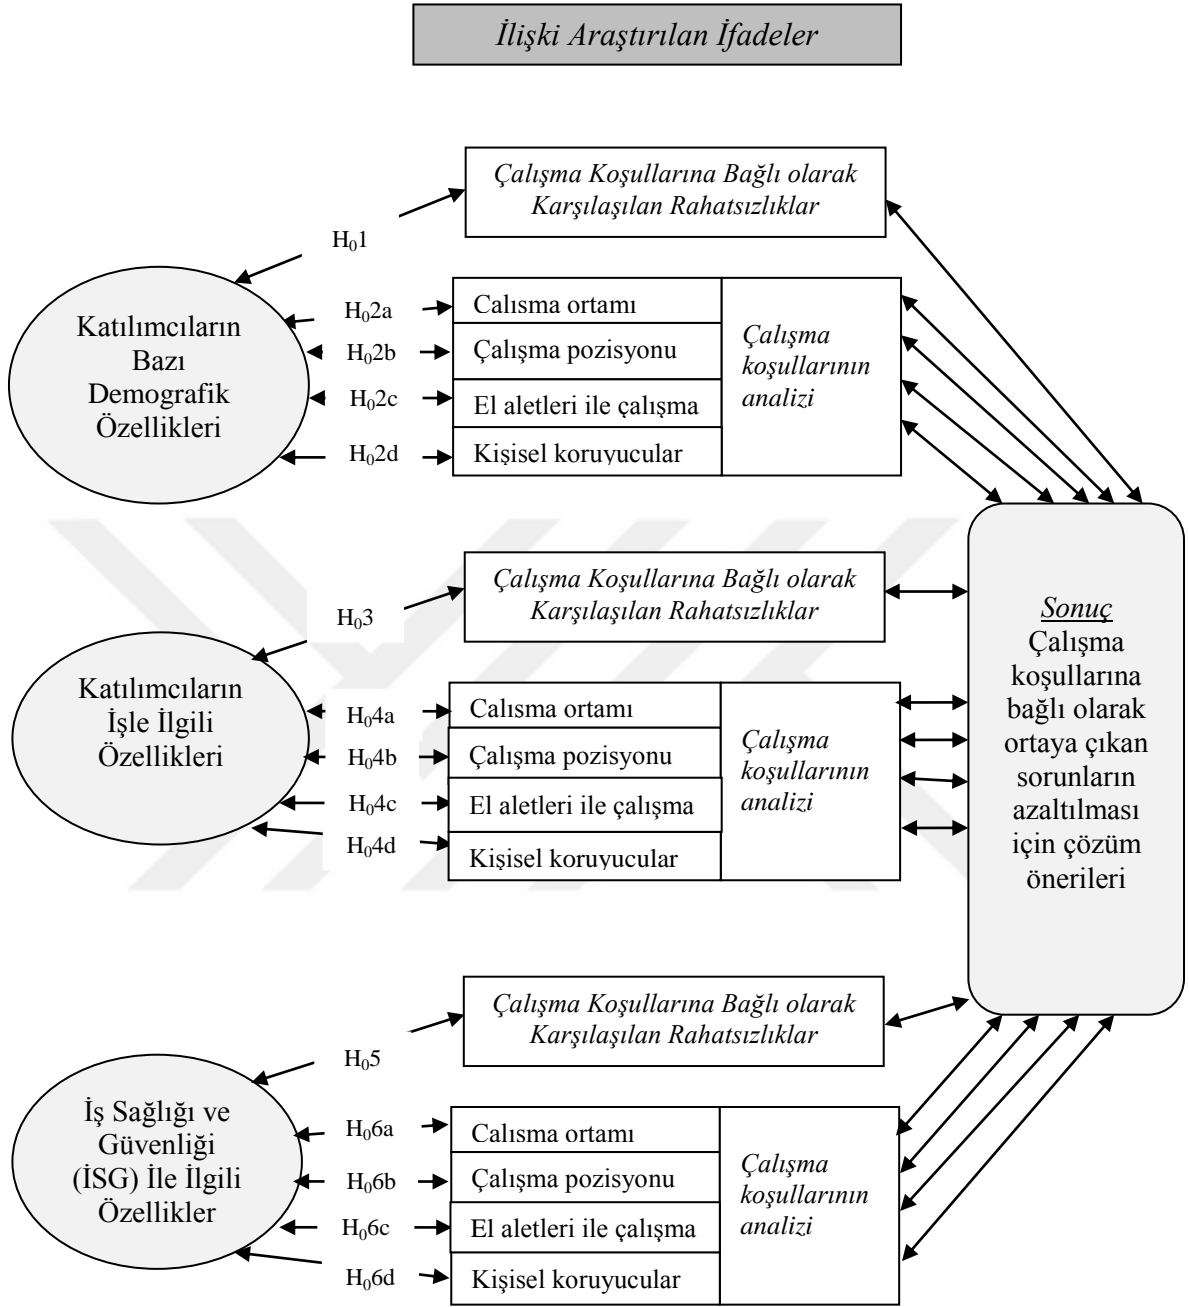 İlişki Araştırılan İfadeler
Çalışma Koşullarına Bağlı olarak
Karşılaşılan Rahatsızlıklar
H₀1
Katılımcıların
Bazı
Demografik
Özellikleri
H₀2a
H₀2b
H₀2c
H₀2d
Calısma ortamı
Çalışma pozisyonu
El aletleri ile çalışma
Kişisel koruyucular
Çalışma
koşullarının
analizi
Çalışma Koşullarına Bağlı olarak
Karşılaşılan Rahatsızlıklar
H₀3
Katılımcıların
İşle İlgili
Özellikleri
H₀4a
H₀4b
H₀4c
H₀4d
Calısma ortamı
Çalışma pozisyonu
El aletleri ile çalışma
Kişisel koruyucular
Çalışma
koşullarının
analizi
Sonuç
Çalışma
koşullarına
bağlı olarak
ortaya çıkan
sorunların
azaltılması
için çözüm
önerileri
Çalışma Koşullarına Bağlı olarak
Karşılaşılan Rahatsızlıklar
H₀5
İş Sağlığı ve
Güvenliği
(İSG) İle İlgili
Özellikler
H₀6a
H₀6b
H₀6c
H₀6d
Calısma ortamı
Çalışma pozisyonu
El aletleri ile çalışma
Kişisel koruyucular
Çalışma
koşullarının
analizi